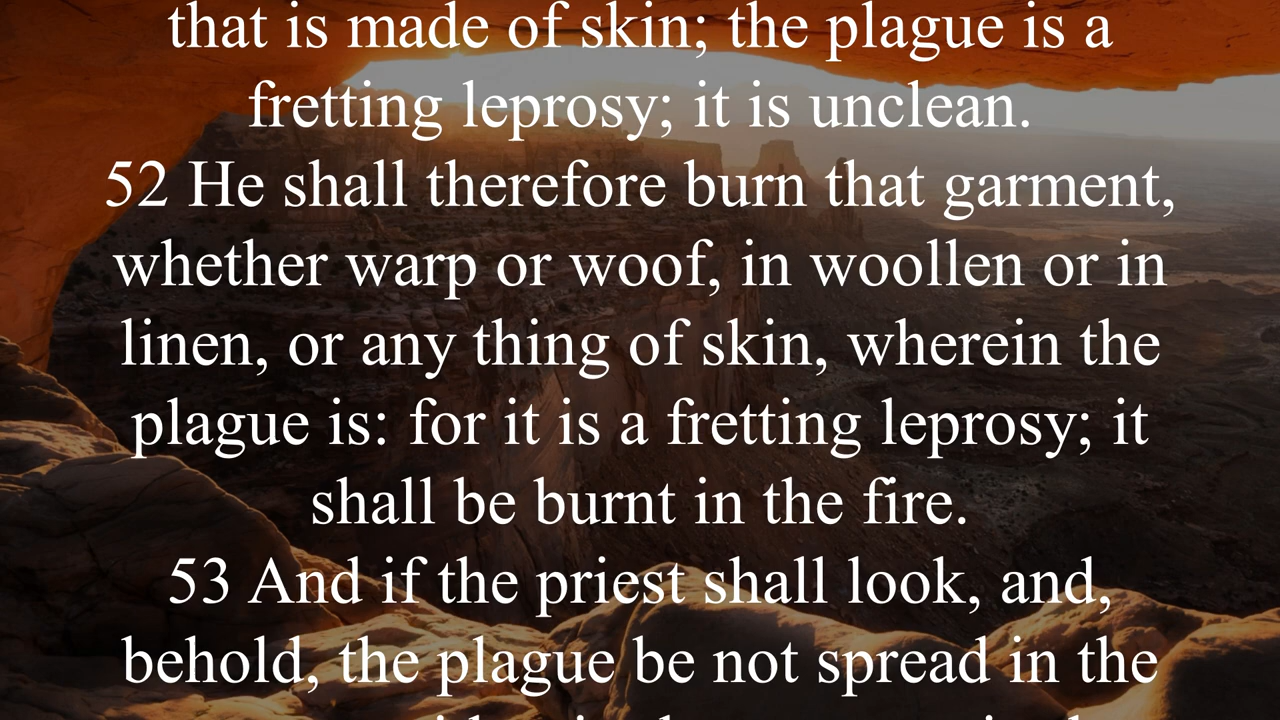 that is made of skin; the plague is a
fretting leprosy; it is unclean.
52 He shall therefore burn that garment,
whether warp or woof, in woollen or in
linen, or any thing of skin, wherein the
plague is: for it is a fretting leprosy; it
shall be burnt in the fire.
53 And if the priest shall look, and,
behold, the plague be not spread in the